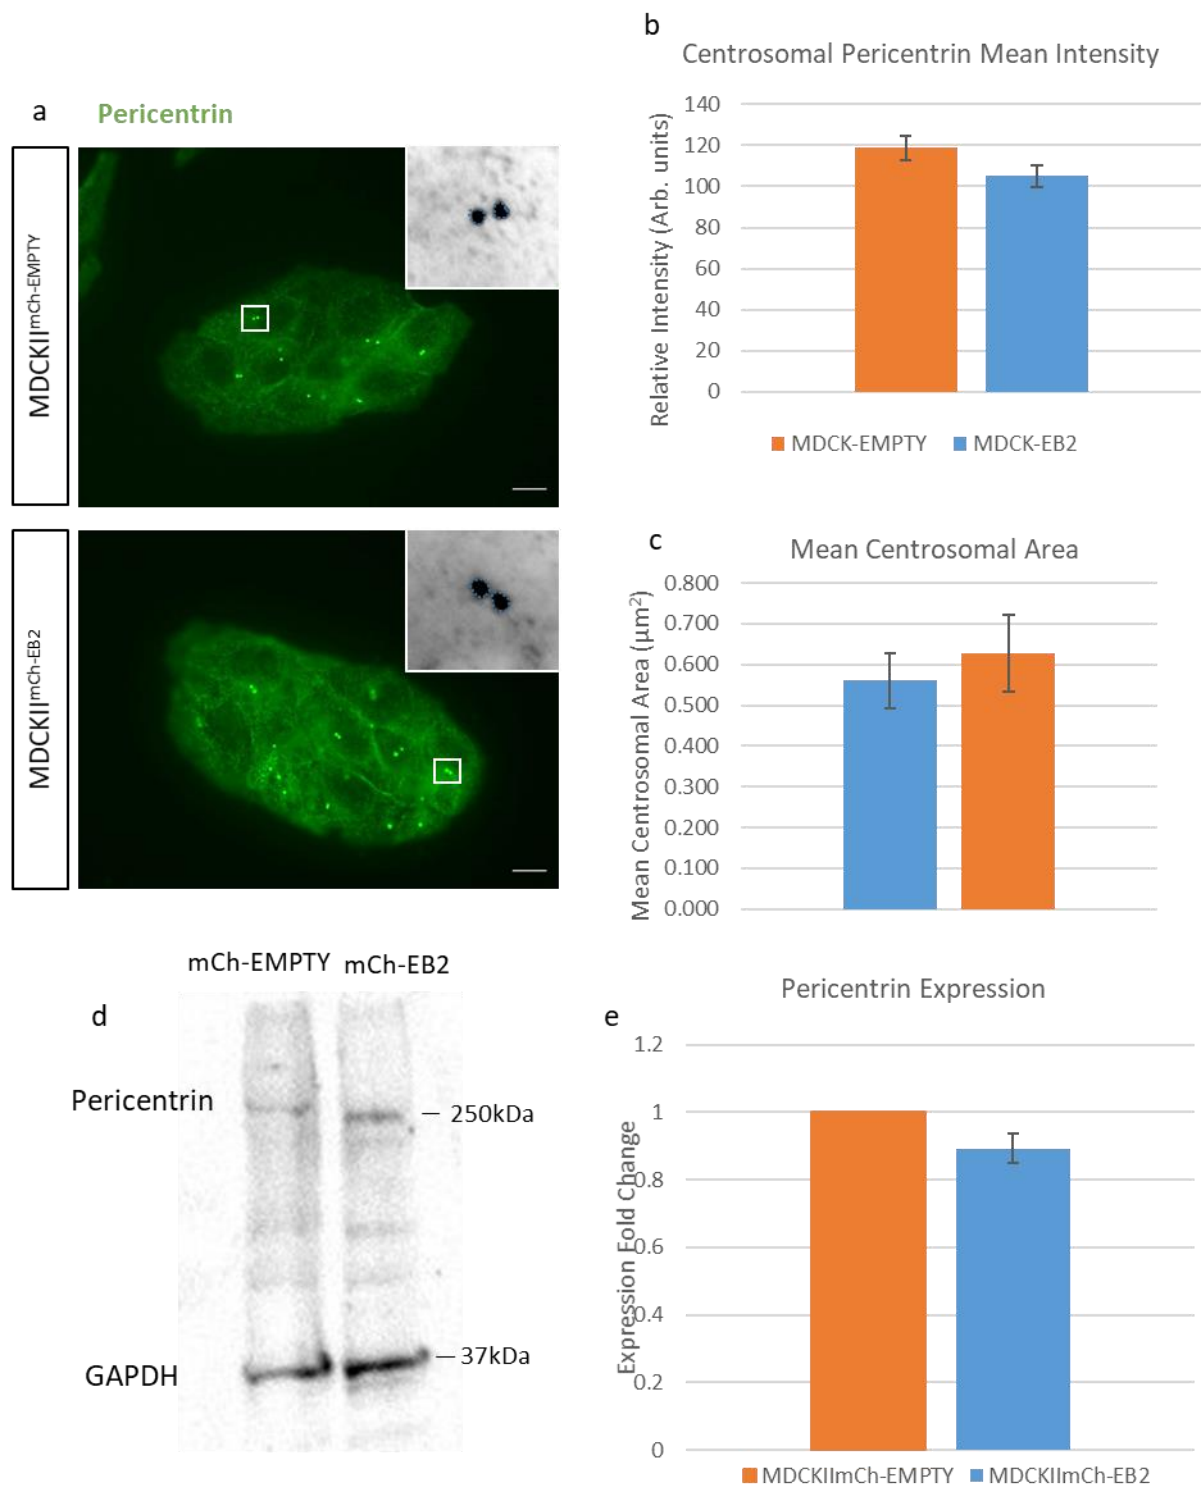 a
Pericentrin
MDCKII^mCh-EMPTY
MDCKII^mCh-EB2
b
Centrosomal Pericentrin Mean Intensity
Relative Intensity (Arb. units)
140
120
100
80
60
40
20
0
MDCK-EMPTY MDCK-EB2
c
Mean Centrosomal Area
Mean Centrosomal Area (µm²)
0.800
0.700
0.600
0.500
0.400
0.300
0.200
0.100
0.000
mCh-EMPTY mCh-EB2
d
Pericentrin
250kDa
GAPDH
37kDa
Pericentrin Expression
e
Expression Fold Change
1.2
1
0.8
0.6
0.4
0.2
0
MDCKIImCh-EMPTY MDCKIImCh-EB2